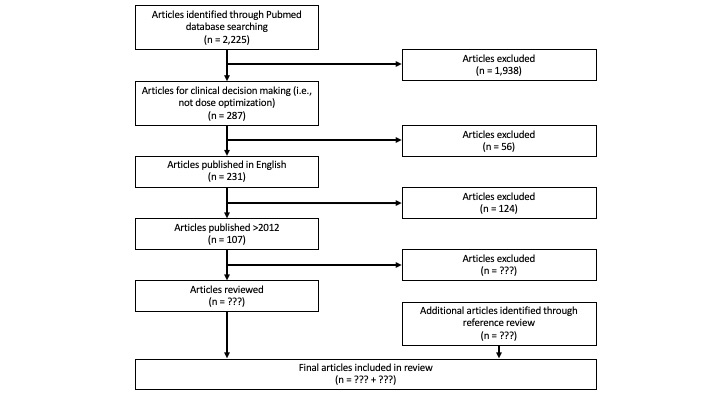 Articles identified through Pubmed
database searching
(n = 2,225)
Articles excluded
(n = 1,938)
Articles for clinical decision making (i.e.,
not dose optimization)
(n = 287)
Articles excluded
(n = 56)
Articles published in English
(n = 231)
Articles excluded
(n = 124)
Articles published >2012
(n = 107)
Articles excluded
(n = ???)
Articles reviewed
(n = ???)
Additional articles identified through
reference review
(n = ???)
Final articles included in review
(n = ??? + ???)